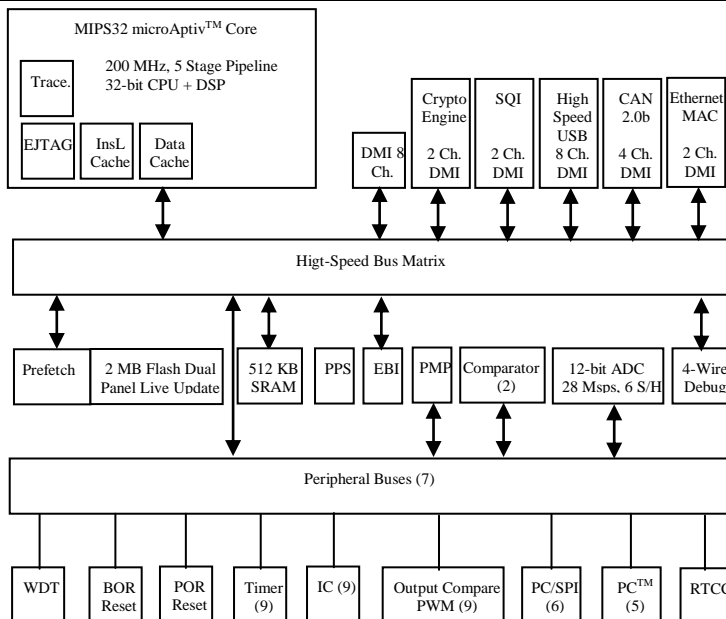 MIPS32 microAptiv™ Core
200 MHz, 5 Stage Pipeline
32-bit CPU + DSP
Trace.
EJTAG
InsL
Cache
Data
Cache
DMI 8
Ch.
Crypto
Engine
2 Ch.
DMI
SQI
2 Ch.
DMI
High
Speed
USB
8 Ch.
DMI
CAN
2.0b
4 Ch.
DMI
Ethernet
MAC
2 Ch.
DMI
Higt-Speed Bus Matrix
Prefetch
2 MB Flash Dual
Panel Live Update
512 KB
SRAM
PPS
EBI
PMP
Comparator
(2)
12-bit ADC
28 Msps, 6 S/H
4-Wire
Debug
Peripheral Buses (7)
WDT
BOR
Reset
POR
Reset
Timer
(9)
IC (9)
Output Compare
PWM (9)
PC/SPI
(6)
PC™
(5)
RTCC